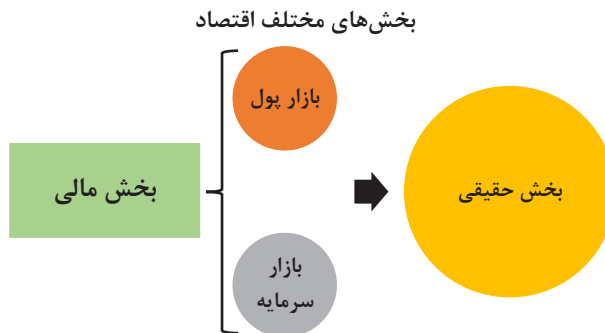 بخش‌های مختلف اقتصاد
بازار پول
بخش مالی
بخش حقیقی
بازار
سرمایه